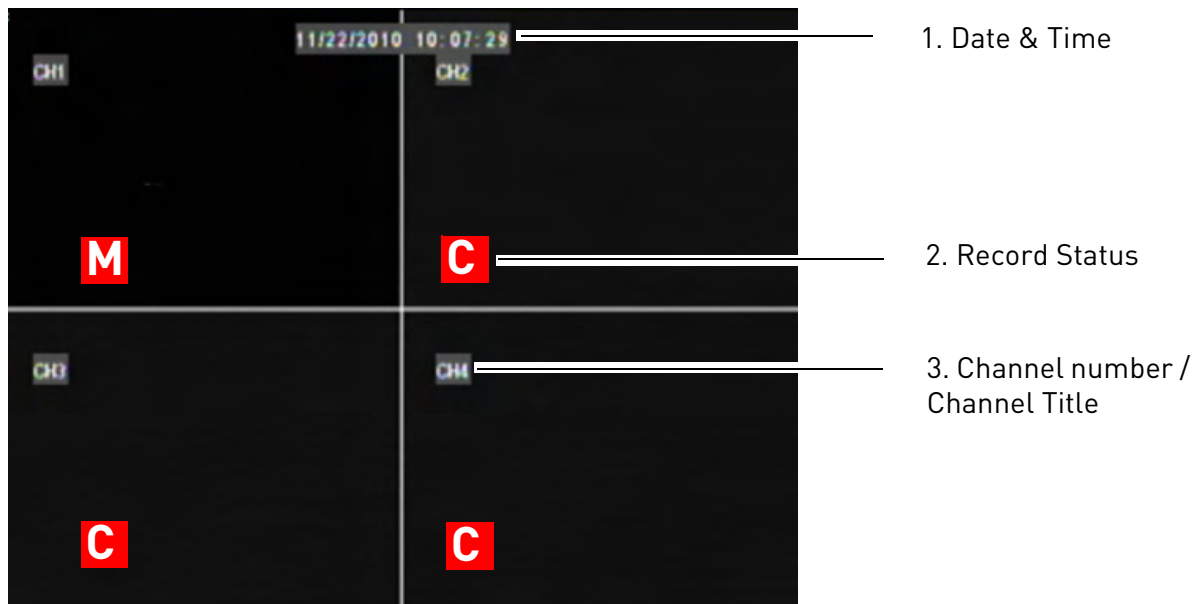 11/22/2010 10:07:29
1. Date & Time
CH1
CH2
M
C
2. Record Status
CH3
CH4
3. Channel number /
Channel Title
C
C